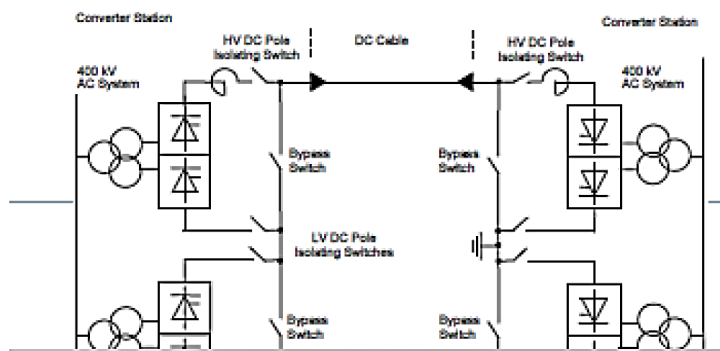 Converter Station
Converter Station
HV DC Pole
Isolating Switch
DC Cable
HV DC Pole
Isolating Switch
400 kV
AC System
400 kV
AC System
Bypass
Switch
Bypass
Switch
LV DC Pole
Isolating Switches
Bypass
Switch
Bypass
Switch